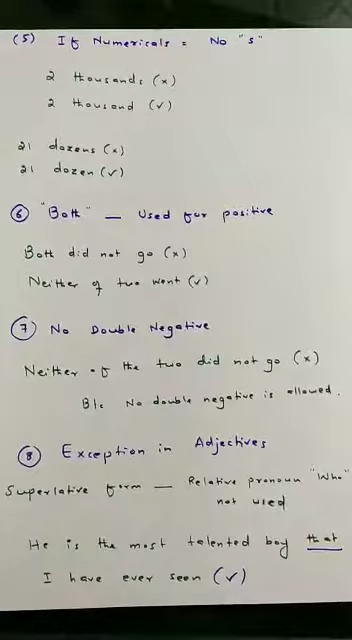 (5) If Numericals = No "s"
2 thousands (x)
2 thousand (✓)
21 dozens (x)
21 dozen (✓)
⑥ "Both" — Used for positive
Both did not go (x)
Neither of two went (✓)
⑦ No Double Negative
Neither of the two did not go (x)
B/c No double negative is allowed.
⑧ Exception in Adjectives
Superlative form — Relative pronoun "Who"
not used
He is the most talented boy that
I have ever seen (✓)